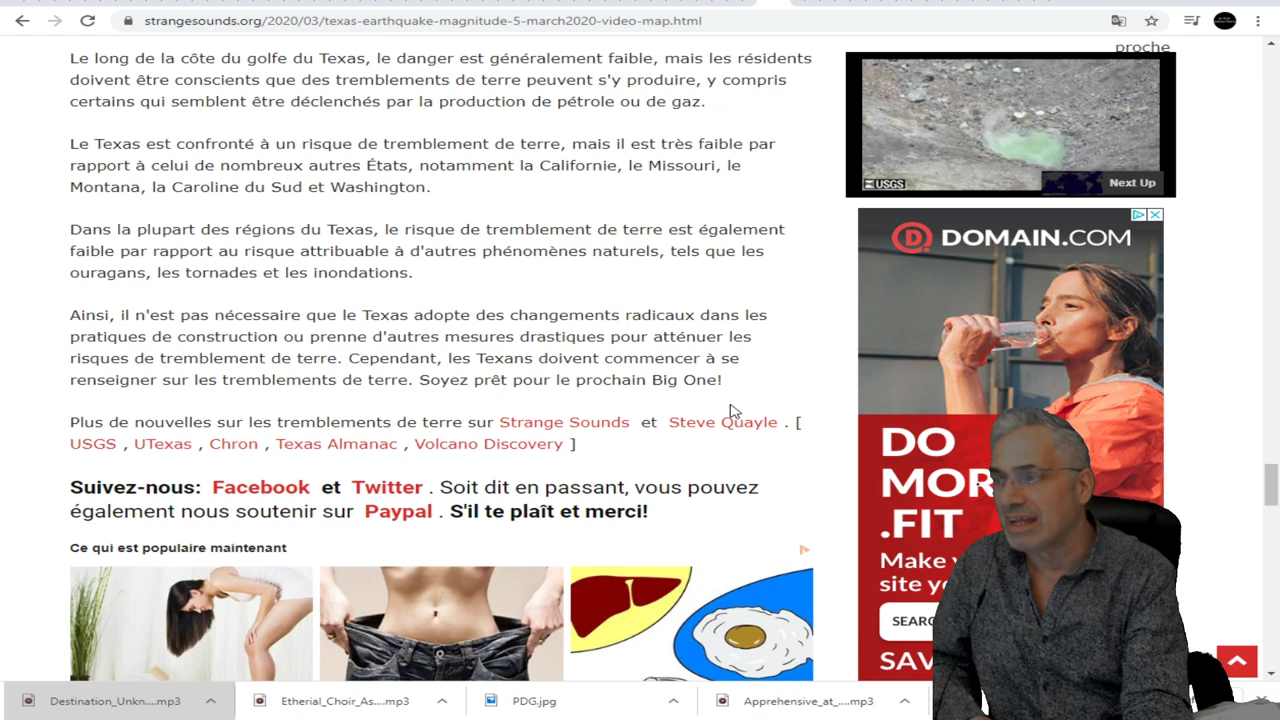 strangesounds.org/2020/03/texas-earthquake-magnitude-5-march2020-video-map.html
proche
Le long de la côte du golfe du Texas, le danger est généralement faible, mais les résidents
doivent être conscients que des tremblements de terre peuvent s'y produire, y compris
certains qui semblent être déclenchés par la production de pétrole ou de gaz.
Le Texas est confronté à un risque de tremblement de terre, mais il est très faible par
rapport à celui de nombreux autres États, notamment la Californie, le Missouri, le
Montana, la Caroline du Sud et Washington.
Dans la plupart des régions du Texas, le risque de tremblement de terre est également
faible par rapport au risque attribuable à d'autres phénomènes naturels, tels que les
ouragans, les tornades et les inondations.
Ainsi, il n'est pas nécessaire que le Texas adopte des changements radicaux dans les
pratiques de construction ou prenne d'autres mesures drastiques pour atténuer les
risques de tremblement de terre. Cependant, les Texans doivent commencer à se
renseigner sur les tremblements de terre. Soyez prêt pour le prochain Big One!
Plus de nouvelles sur les tremblements de terre sur Strange Sounds et Steve Quayle . [
USGS , UTexas , Chron , Texas Almanac , Volcano Discovery ]
Suivez-nous: Facebook et Twitter . Soit dit en passant, vous pouvez
également nous soutenir sur Paypal . S'il te plaît et merci!
Ce qui est populaire maintenant
USGS
Next Up
DOMAIN.COM
DO
MOR
.FIT
Make
site yo
SEARC
SAV
Destination_Unkn....mp3
Etherial_Choir_As....mp3
PDG.jpg
Apprehensive_at_....mp3